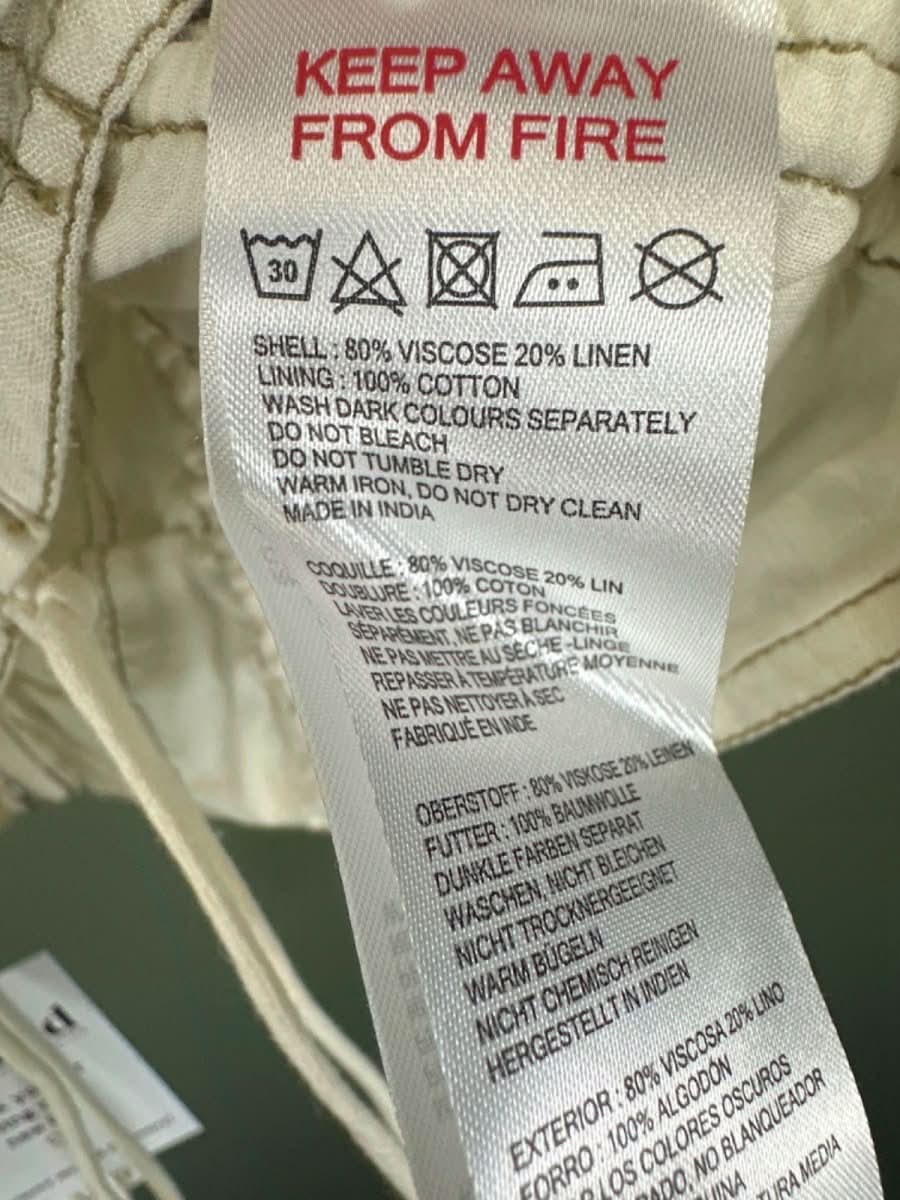 KEEP AWAY
FROM FIRE
30
SHELL : 80% VISCOSE 20% LINEN
LINING : 100% COTTON
WASH DARK COLOURS SEPARATELY
DO NOT BLEACH
DO NOT TUMBLE DRY
WARM IRON, DO NOT DRY CLEAN
MADE IN INDIA
COQUILLE : 80% VISCOSE 20% LIN
DOUBLURE : 100% COTON
LAVER LES COULEURS FONCÉES
SÉPARÉMENT, NE PAS BLANCHIR
NE PAS METTRE AU SÈCHE -LINGE
REPASSER À TEMPÉRATURE MOYENNE
NE PAS NETTOYER À SEC
FABRIQUÉ EN INDE
OBERSTOFF : 80% VISKOSE 20% LEINEN
FUTTER : 100% BAUMWOLLE
DUNKLE FARBEN SEPARAT
WASCHEN, NICHT BLEICHEN
NICHT TROCKNERGEEIGNET
WARM BÜGELN
NICHT CHEMISCH REINIGEN
HERGESTELLT IN INDIEN
EXTERIOR : 80% VISCOSA 20% LINO
FORRO : 100% ALGODÓN
LOS COLORES OSCUROS
NO BLANQUEADOR
MEDIA